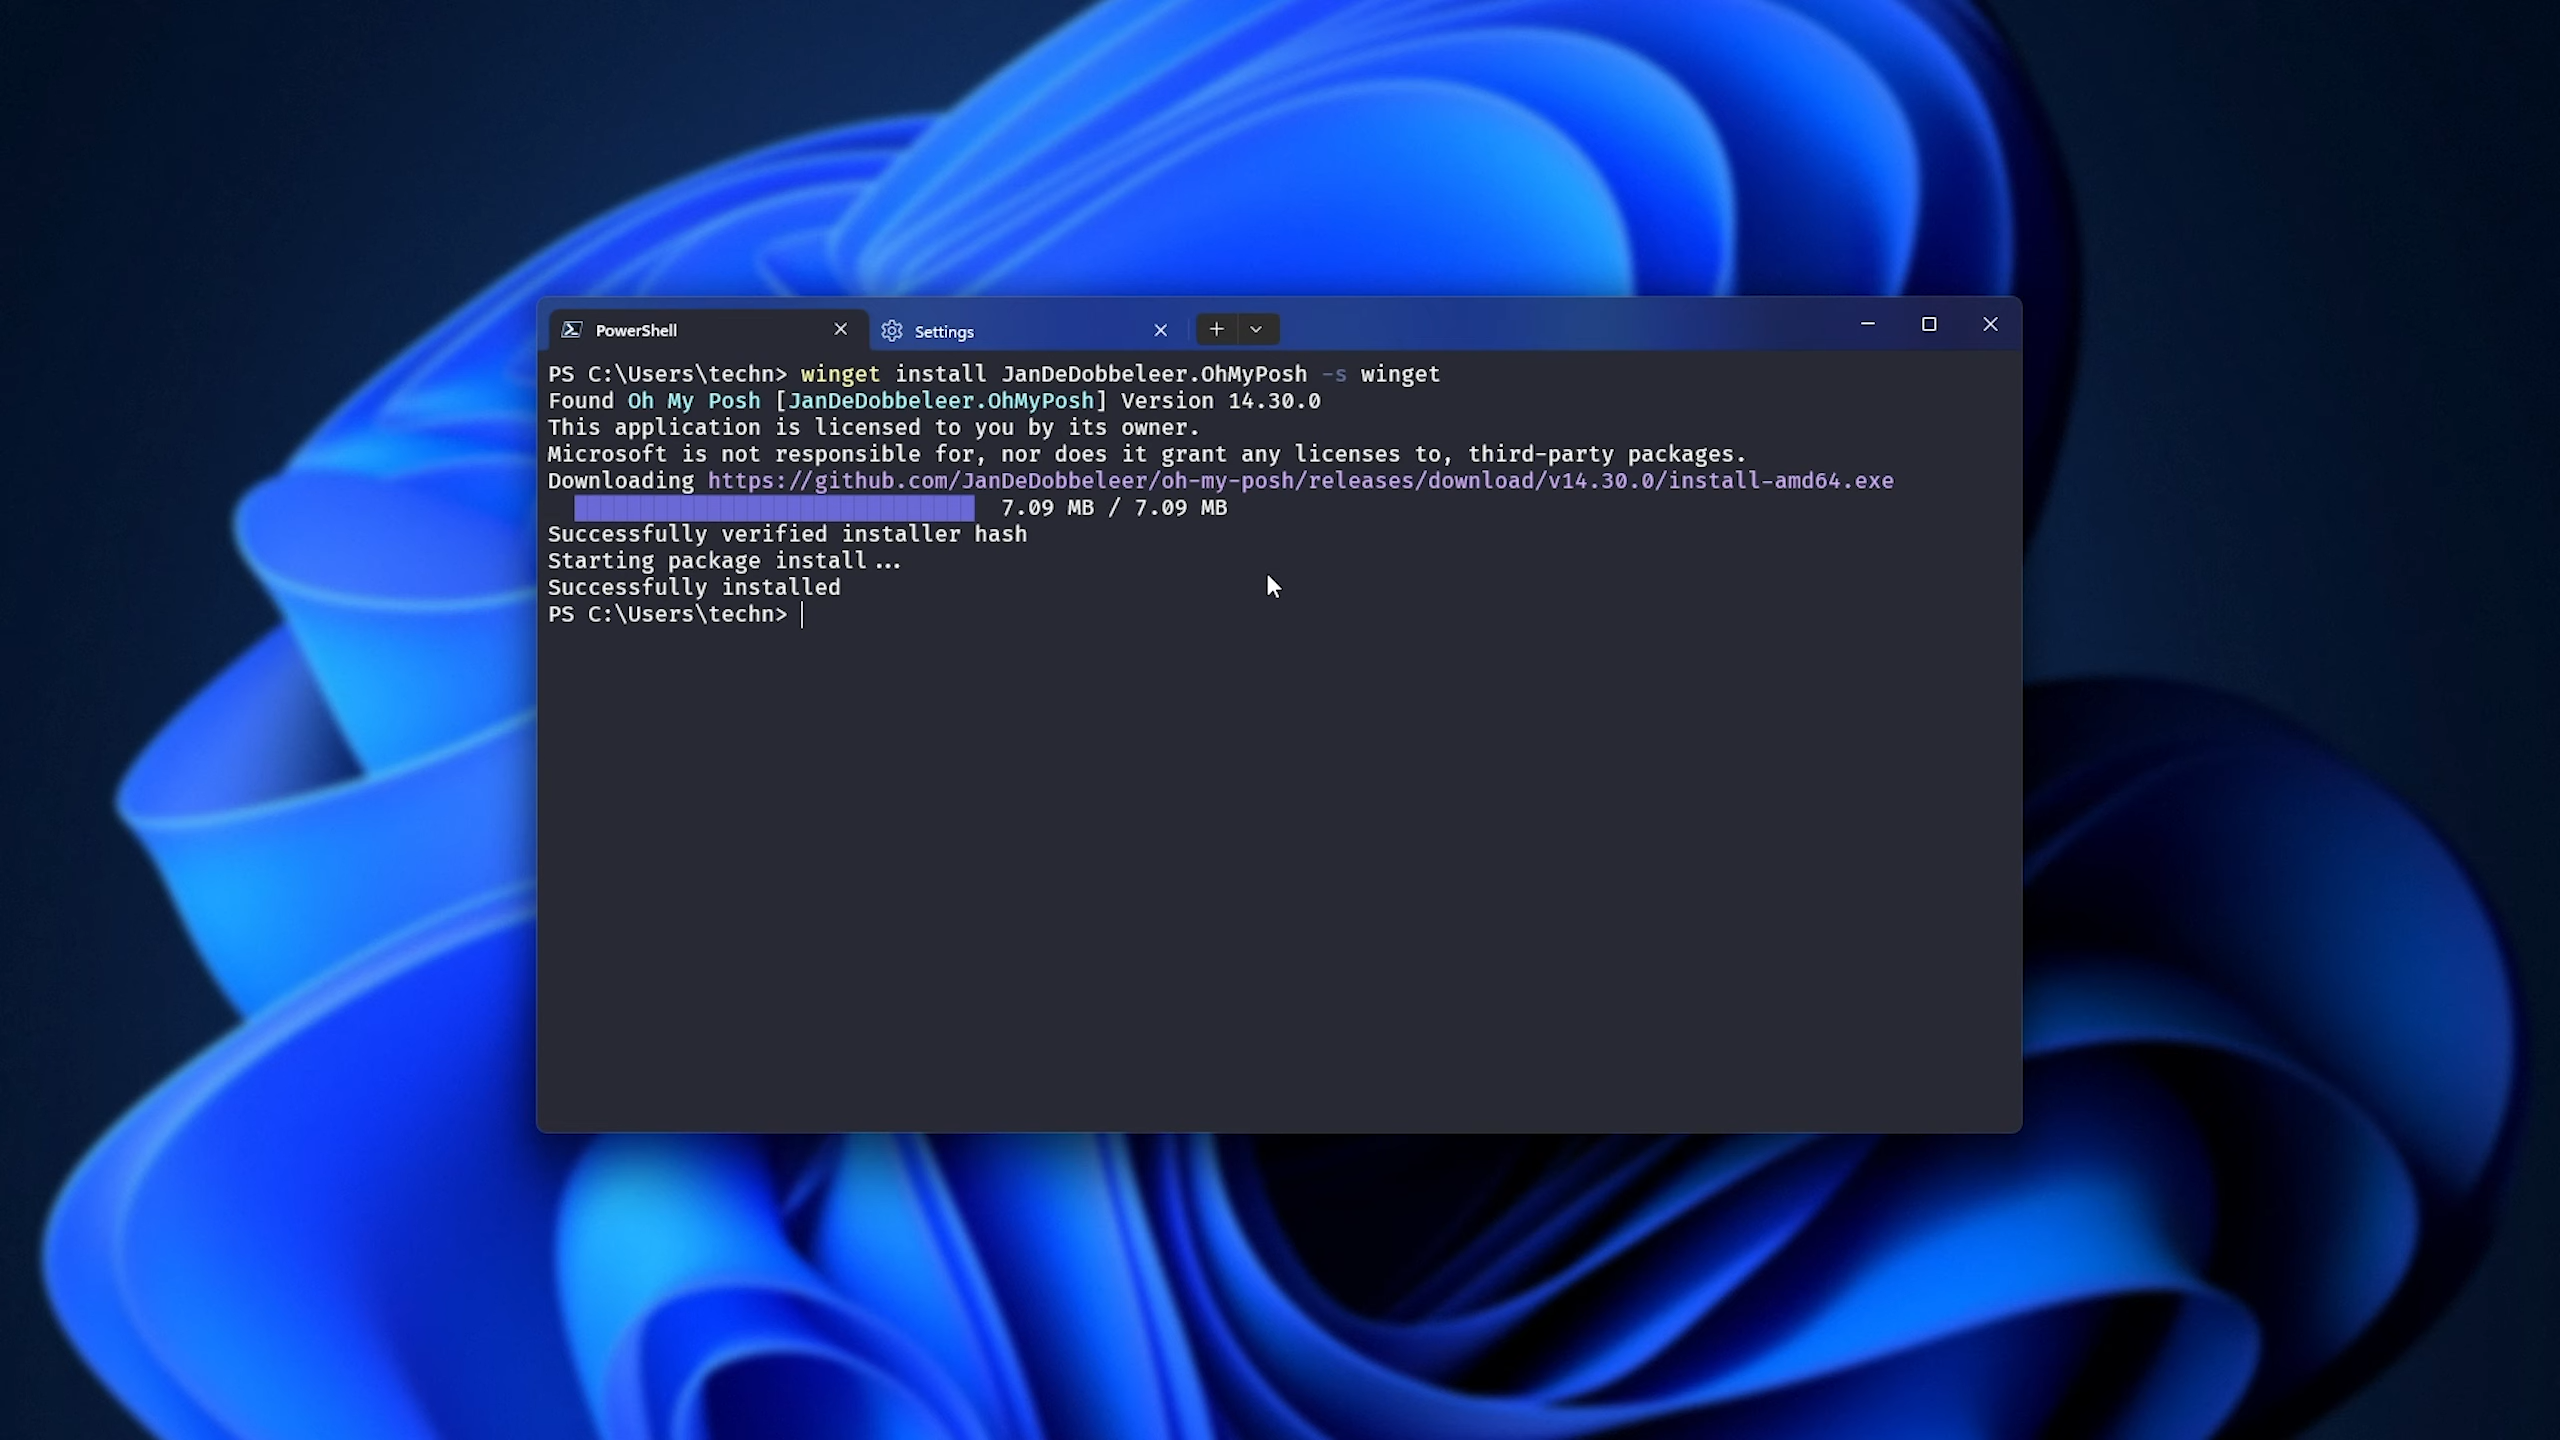 PowerShell
Settings
PS C:\Users\techn> winget install JanDeDobbeleer.OhMyPosh -s winget
Found Oh My Posh [JanDeDobbeleer.OhMyPosh] Version 14.30.0
This application is licensed to you by its owner.
Microsoft is not responsible for, nor does it grant any licenses to, third-party packages.
Downloading https://github.com/JanDeDobbeleer/oh-my-posh/releases/download/v14.30.0/install-amd64.exe
7.09 MB / 7.09 MB
Successfully verified installer hash
Starting package install...
Successfully installed
PS C:\Users\techn>